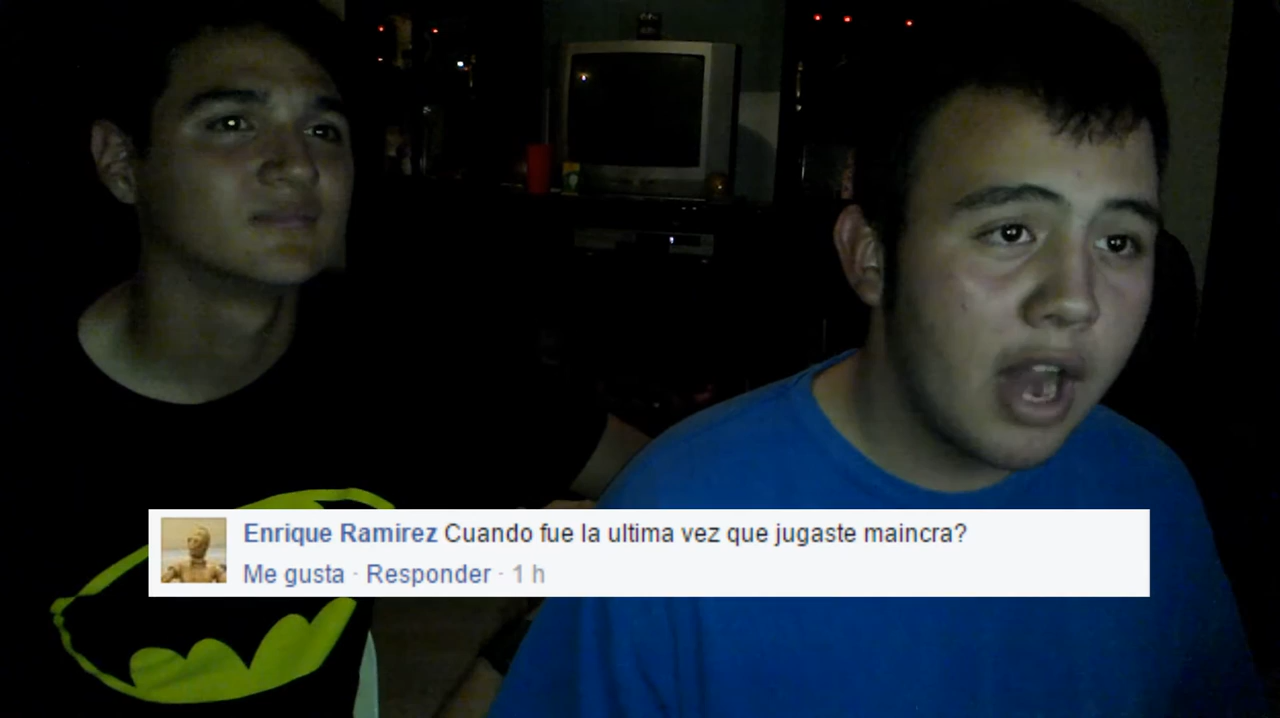 Enrique Ramirez Cuando fue la ultima vez que jugaste maincra?
Me gusta · Responder · 1 h